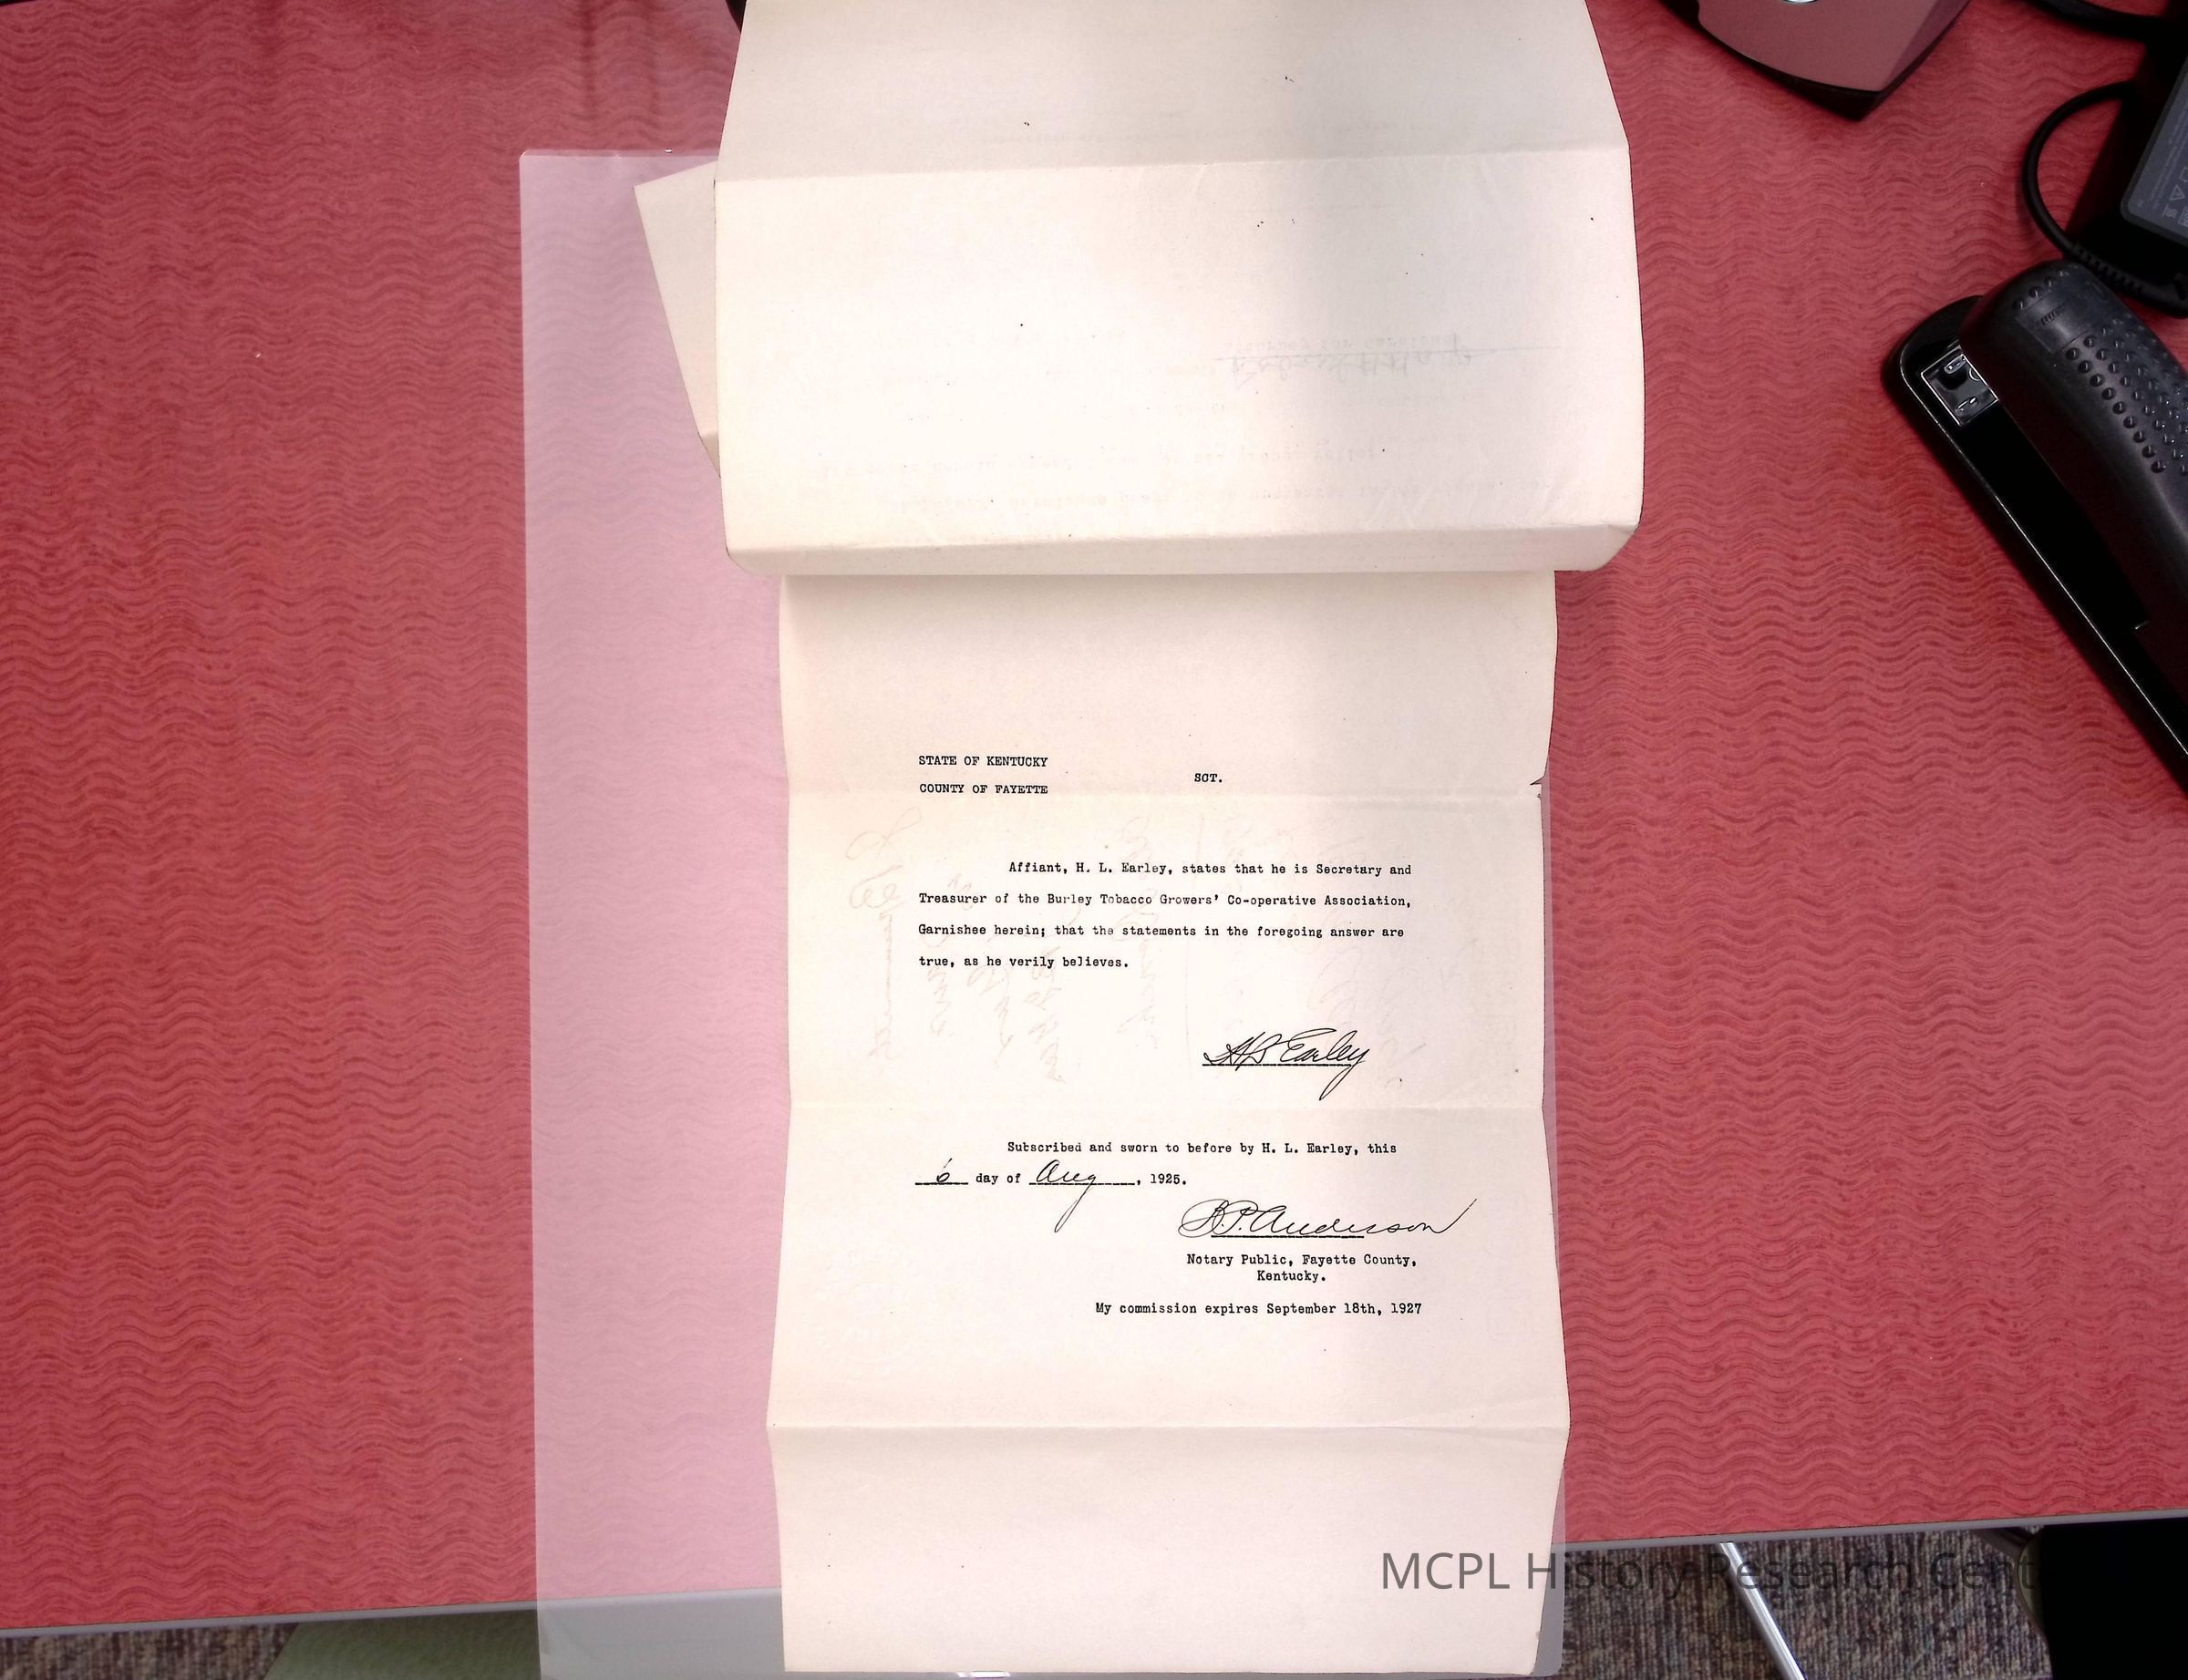 STATE OF KENTUCKY
SCT.
COUNTY OF FAYETTE
Affiant, H. L. Earley, states that he is Secretary and
Treasurer of the Burley Tobacco Growers' Co-operative Association,
Garnishee herein; that the statements in the foregoing answer are
true, as he verily believes.
H L Earley
Subscribed and sworn to before by H. L. Earley, this
6 day of Aug, 1925.
B.P. Anderson
Notary Public, Fayette County,
Kentucky.
My commission expires September 18th, 1927
MCPL History Research Cent